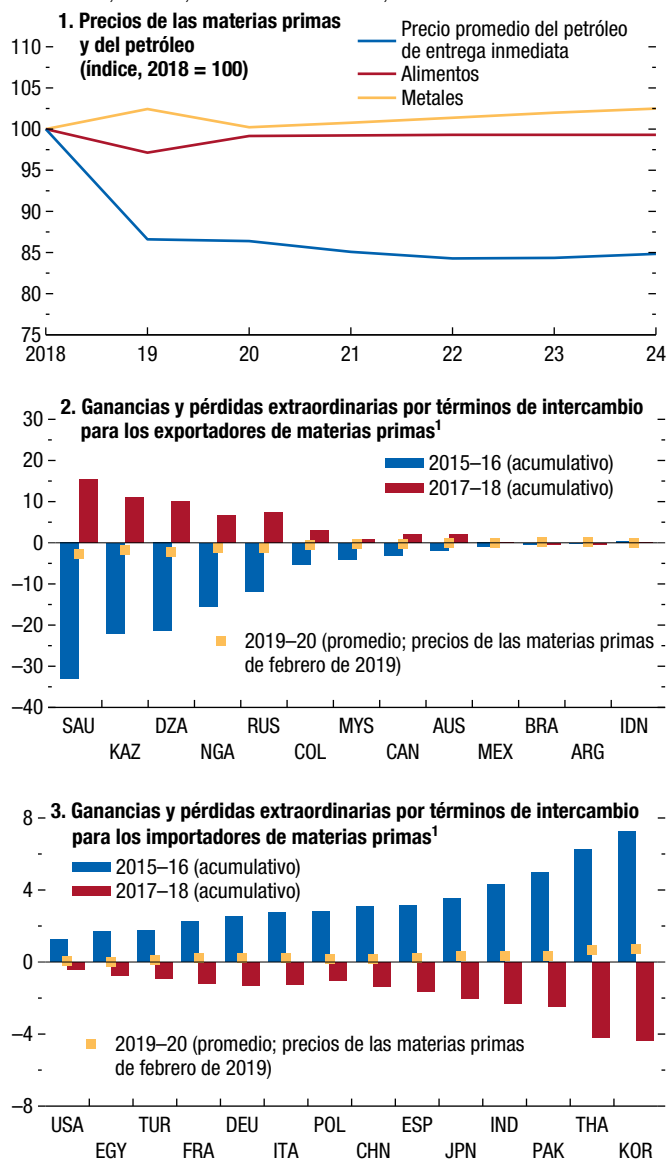 1. Precios de las materias primas
y del petróleo
(índice, 2018 = 100)
Precio promedio del petróleo
de entrega inmediata
Alimentos
Metales
110
105
100
95
90
85
80
75
2018 19 20 21 22 23 24
2. Ganancias y pérdidas extraordinarias por términos de intercambio
para los exportadores de materias primas1
2015–16 (acumulativo)
2017–18 (acumulativo)
2019–20 (promedio; precios de las materias primas
de febrero de 2019)
30
20
10
0
–10
–20
–30
–40
SAU DZA RUS MYS AUS BRA IDN
KAZ NGA COL CAN MEX ARG
3. Ganancias y pérdidas extraordinarias por términos de intercambio
para los importadores de materias primas1
2015–16 (acumulativo)
2017–18 (acumulativo)
2019–20 (promedio; precios de las materias primas
de febrero de 2019)
8
4
0
–4
–8
USA TUR DEU POL ESP IND THA
EGY FRA ITA CHN JPN PAK KOR